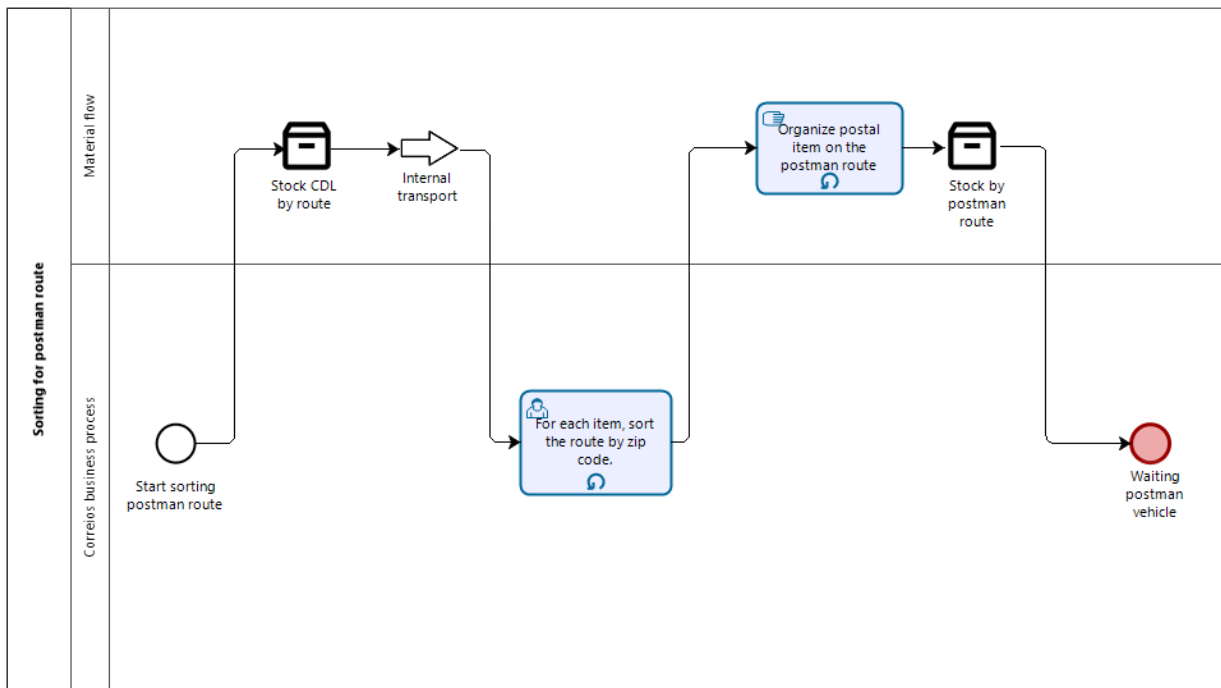 Sorting for postman route
Material flow
Stock CDL
by route
Internal
transport
Organize postal
item on the
postman route
Stock by
postman
route
Correios business process
Start sorting
postman route
For each item, sort
the route by zip
code.
Waiting
postman
vehicle